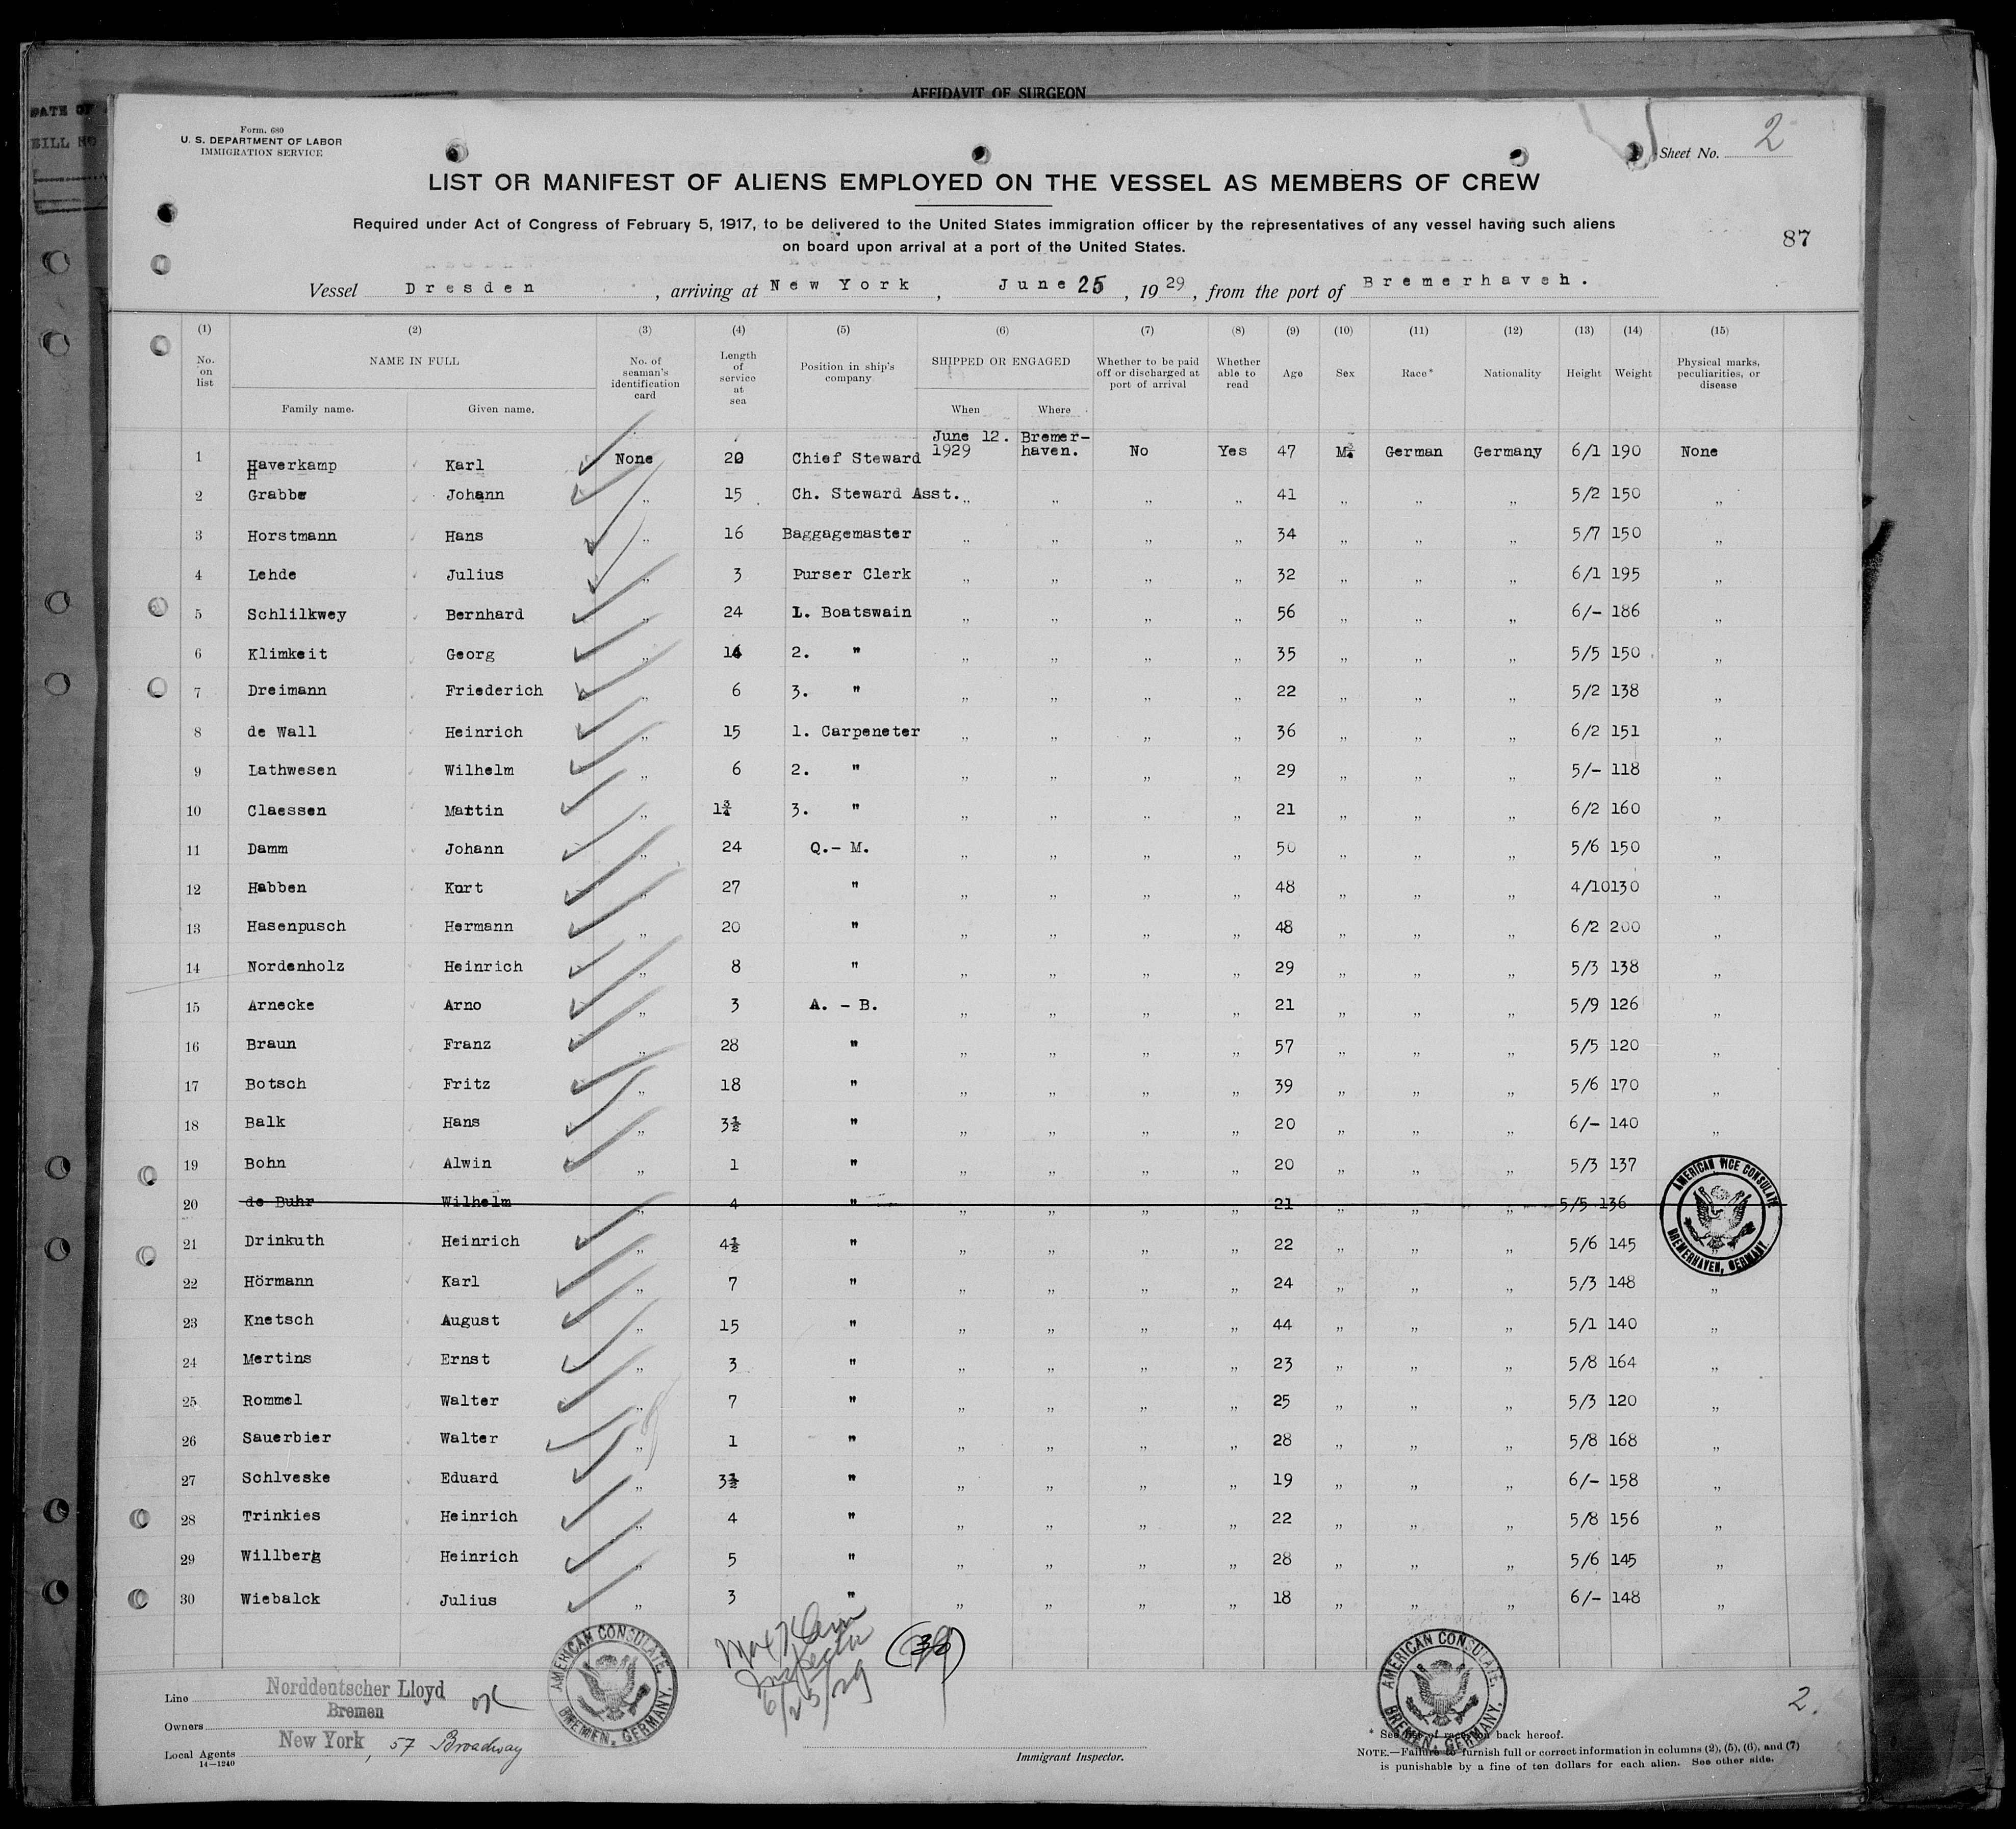 AFFIDAVIT OF SURGEON
DATE OF
BILL NO
Form. 680
U. S. DEPARTMENT OF LABOR
IMMIGRATION SERVICE
Sheet No. 2
LIST OR MANIFEST OF ALIENS EMPLOYED ON THE VESSEL AS MEMBERS OF CREW
Required under Act of Congress of February 5, 1917, to be delivered to the United States immigration officer by the representatives of any vessel having such aliens
on board upon arrival at a port of the United States.
87
Vessel Dresden, arriving at New York, June 25, 1929, from the port of Bremerhaven.
(1) (2) (3) (4) (5) (6) (7) (8) (9) (10) (11) (12) (13) (14) (15)
No. on list NAME IN FULL No. of seaman's identification card Length of service at sea Position in ship's company SHIPPED OR ENGAGED Whether to be paid off or discharged at port of arrival Whether able to read Age Sex Race* Nationality Height Weight Physical marks, peculiarities, or disease
Family name. Given name. When Where
1 Haverkamp Karl None 20 Chief Steward June 12. 1929 Bremer-haven. No Yes 47 M. German Germany 6/1 190 None
2 Grabbe Johann „ 15 Ch. Steward Asst. „ „ „ „ 41 „ „ „ 5/2 150 „
3 Horstmann Hans „ 16 Baggagemaster „ „ „ „ 34 „ „ „ 5/7 150 „
4 Lehde Julius „ 3 Purser Clerk „ „ „ „ 32 „ „ „ 6/1 195 „
5 Schlilkwey Bernhard „ 24 1. Boatswain „ „ „ „ 56 „ „ „ 6/- 186 „
6 Klimkeit Georg „ 14 2. " „ „ „ „ 35 „ „ „ 5/5 150 „
7 Dreimann Friederich „ 6 3. " „ „ „ „ 22 „ „ „ 5/2 138 „
8 de Wall Heinrich „ 15 1. Carpeneter „ „ „ „ 36 „ „ „ 6/2 151 „
9 Lathwesen Wilhelm „ 6 2. " „ „ „ „ 29 „ „ „ 5/- 118 „
10 Claessen Martin „ 1¾ 3. " „ „ „ „ 21 „ „ „ 6/2 160 „
11 Damm Johann „ 24 Q.- M. „ „ „ „ 50 „ „ „ 5/6 150 „
12 Habben Kurt „ 27 " „ „ „ „ 48 „ „ „ 4/10 130 „
13 Hasenpusch Hermann „ 20 " „ „ „ „ 48 „ „ „ 6/2 200 „
14 Nordenholz Heinrich „ 8 " „ „ „ „ 29 „ „ „ 5/3 138 „
15 Arnecke Arno „ 3 A. - B. „ „ „ „ 21 „ „ „ 5/9 126 „
16 Braun Franz „ 28 " „ „ „ „ 57 „ „ „ 5/5 120 „
17 Botsch Fritz „ 18 " „ „ „ „ 39 „ „ „ 5/6 170 „
18 Balk Hans „ 3½ " „ „ „ „ 20 „ „ „ 6/- 140 „
19 Bohn Alwin „ 1 " „ „ „ „ 20 „ „ „ 5/3 137
20 de Buhr Wilhelm „ 4 " „ „ „ „ 21 „ „ „ 5/5 136
21 Drinkuth Heinrich „ 4½ " „ „ „ „ 22 „ „ „ 5/6 145
22 Hörmann Karl „ 7 " „ „ „ „ 24 „ „ „ 5/3 148 „
23 Knetsch August „ 15 " „ „ „ „ 44 „ „ „ 5/1 140 „
24 Mertins Ernst „ 3 " „ „ „ „ 23 „ „ „ 5/8 164 „
25 Rommel Walter „ 7 " „ „ „ „ 25 „ „ „ 5/3 120 „
26 Sauerbier Walter „ 1 " „ „ „ „ 28 „ „ „ 5/8 168 „
27 Schlveske Eduard „ 3½ " „ „ „ „ 19 „ „ „ 6/- 158 „
28 Trinkies Heinrich „ 4 " „ „ „ „ 22 „ „ „ 5/8 156 „
29 Willberg Heinrich „ 5 " „ „ „ „ 28 „ „ „ 5/6 145 „
30 Wiebalck Julius „ 3 " „ „ „ „ 18 „ „ „ 6/- 148 „
AMERICAN VICE CONSULATE
BREMERHAVEN, GERMANY.
AMERICAN CONSULATE,
BREMEN, GERMANY.
Inspector
6/25/29
AMERICAN CONSULATE,
BREMEN, GERMANY.
Line Norddeutscher Lloyd ok
Bremen
Owners
Local Agents New York, 57 Broadway
14—1240
Immigrant Inspector.
2.
* See list of races on back hereof.
NOTE.—Failure to furnish full or correct information in columns (2), (5), (6), and (7)
is punishable by a fine of ten dollars for each alien. See other side.